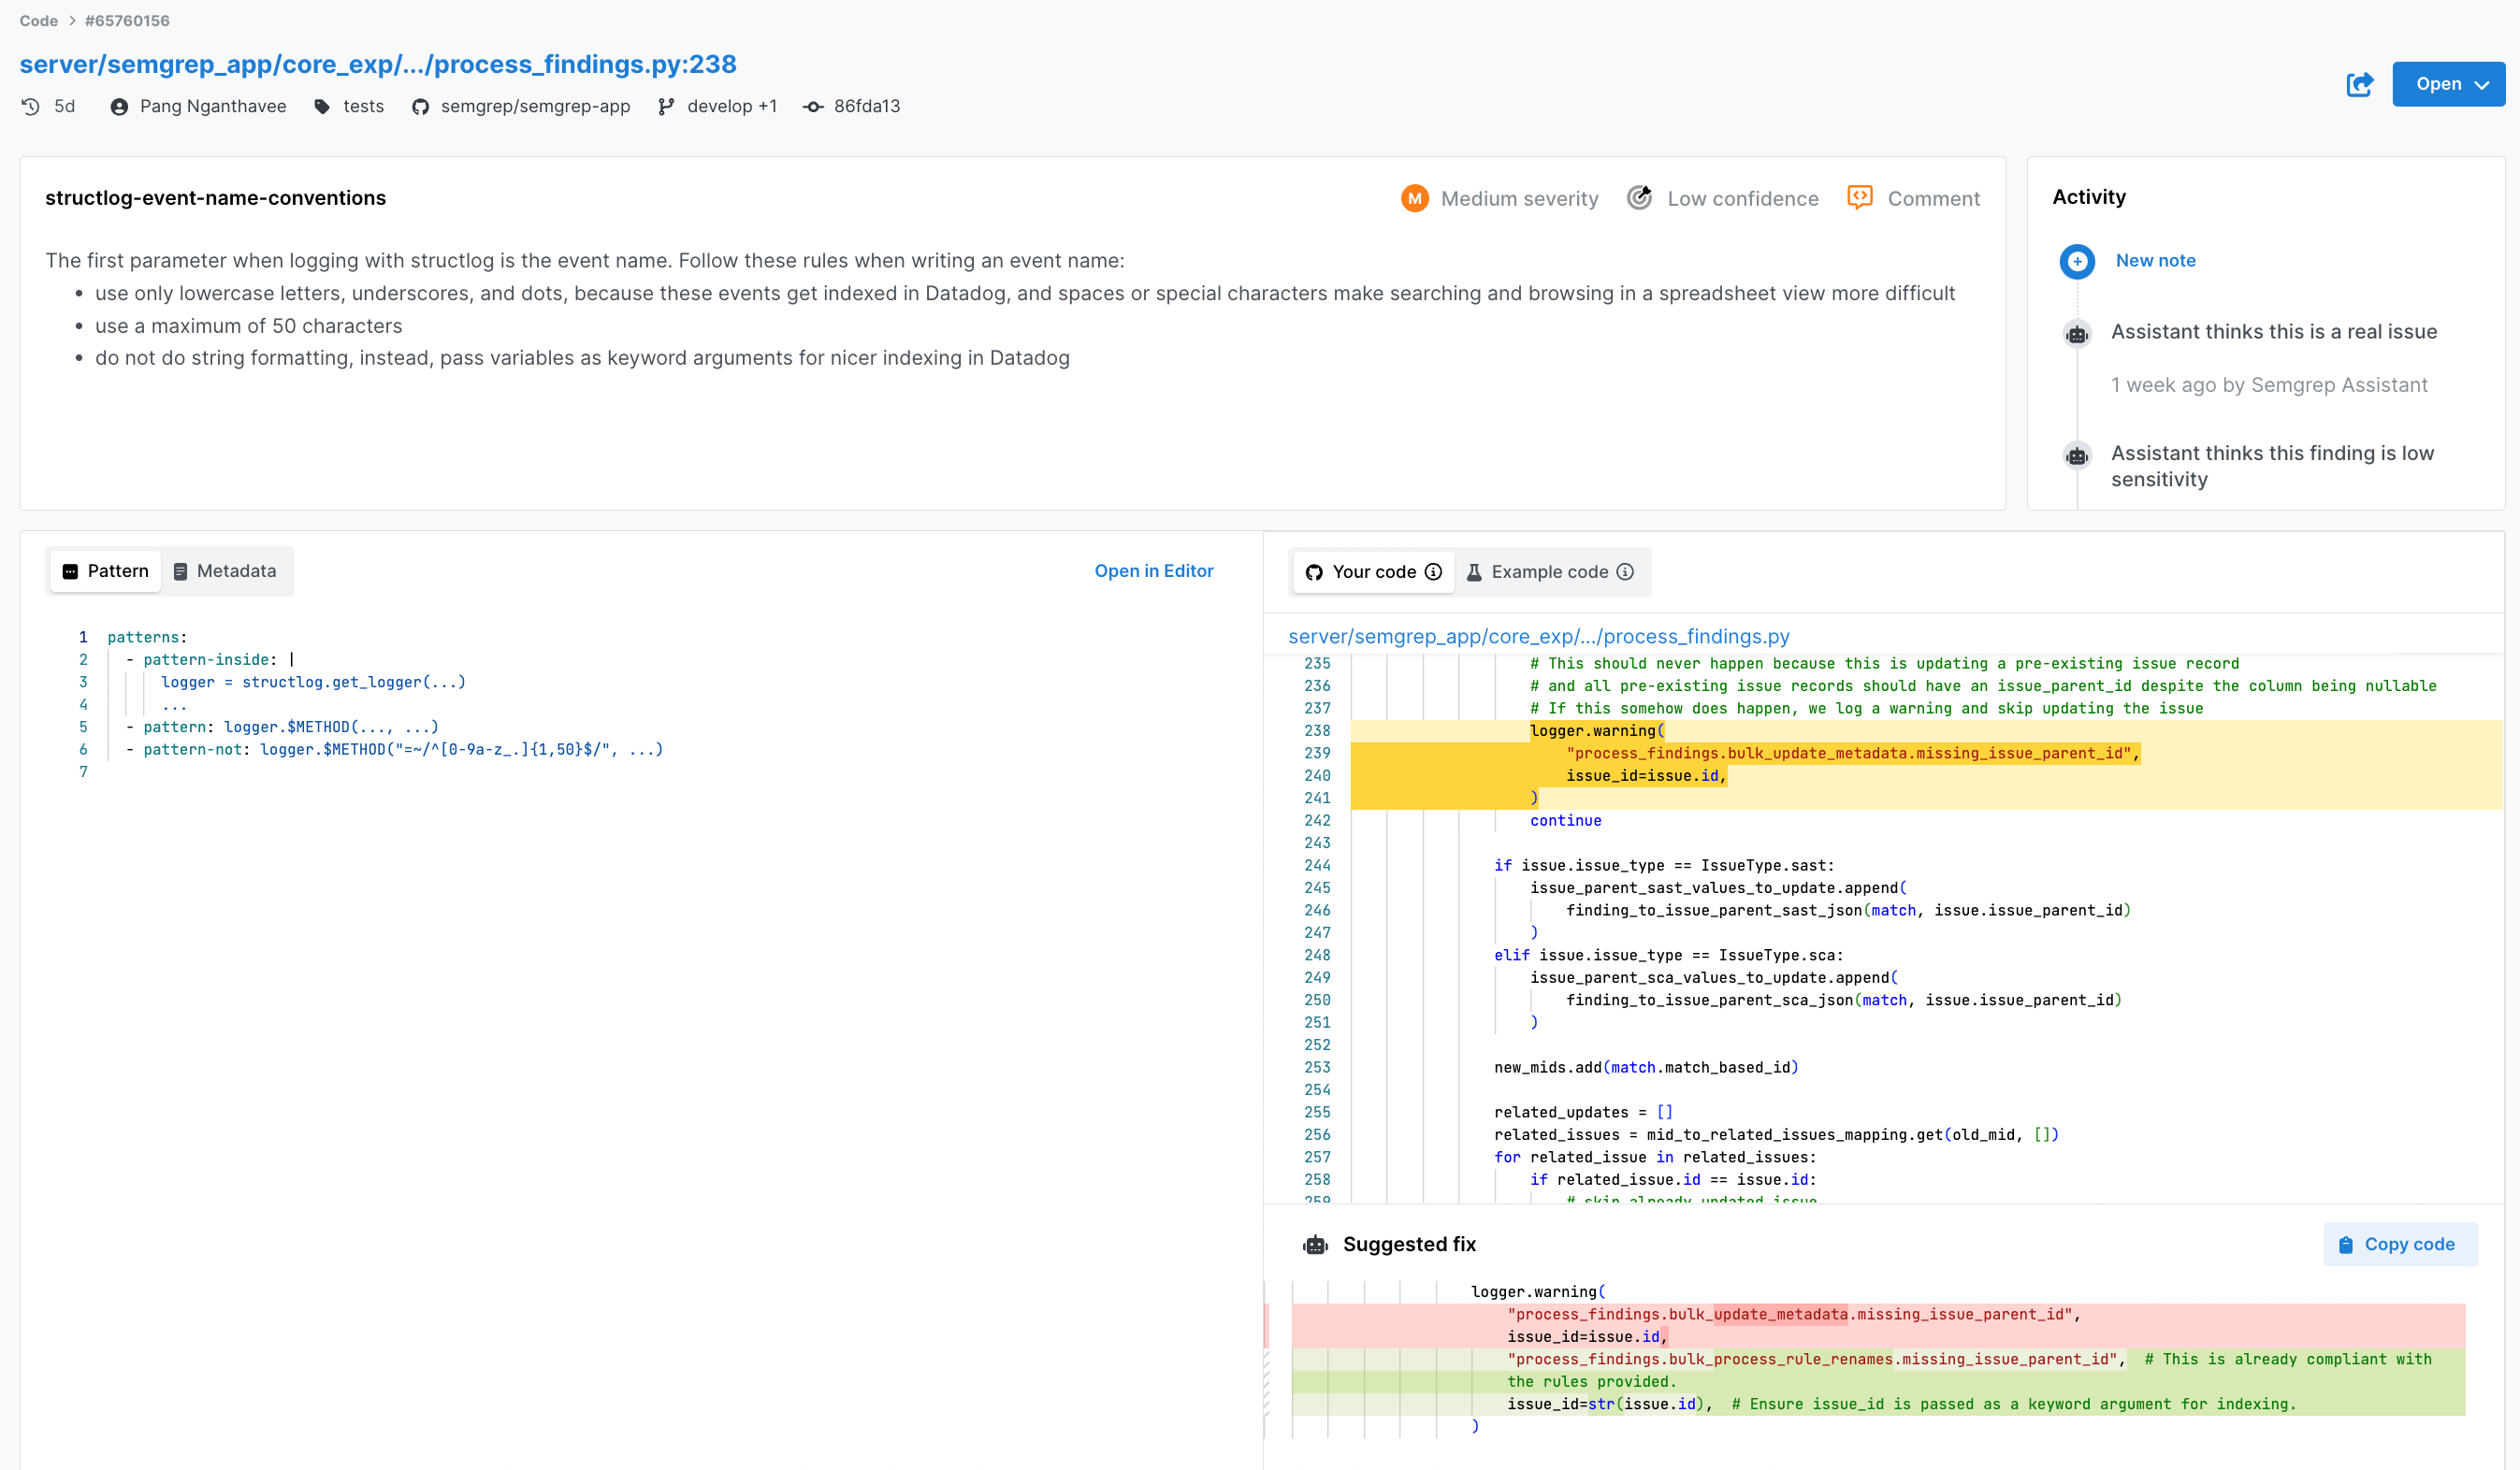 Code > #65760156
server/semgrep_app/core_exp/.../process_findings.py:238
5d Pang Nganthavee tests semgrep/semgrep-app develop +1 86fda13
Open
structlog-event-name-conventions
M Medium severity Low confidence Comment
The first parameter when logging with structlog is the event name. Follow these rules when writing an event name:
• use only lowercase letters, underscores, and dots, because these events get indexed in Datadog, and spaces or special characters make searching and browsing in a spreadsheet view more difficult
• use a maximum of 50 characters
• do not do string formatting, instead, pass variables as keyword arguments for nicer indexing in Datadog
Activity
New note
Assistant thinks this is a real issue
1 week ago by Semgrep Assistant
Assistant thinks this finding is low
sensitivity
Pattern Metadata Open in Editor
1 patterns:
2 - pattern-inside: |
3 logger = structlog.get_logger(...)
4 ...
5 - pattern: logger.$METHOD(..., ...)
6 - pattern-not: logger.$METHOD("=~/^[0-9a-z_.]{1,50}$/", ...)
7
Your code Example code
server/semgrep_app/core_exp/.../process_findings.py
235 # This should never happen because this is updating a pre-existing issue record
236 # and all pre-existing issue records should have an issue_parent_id despite the column being nullable
237 # If this somehow does happen, we log a warning and skip updating the issue
238 logger.warning(
239 "process_findings.bulk_update_metadata.missing_issue_parent_id",
240 issue_id=issue.id,
241 )
242 continue
243
244 if issue.issue_type == IssueType.sast:
245 issue_parent_sast_values_to_update.append(
246 finding_to_issue_parent_sast_json(match, issue.issue_parent_id)
247 )
248 elif issue.issue_type == IssueType.sca:
249 issue_parent_sca_values_to_update.append(
250 finding_to_issue_parent_sca_json(match, issue.issue_parent_id)
251 )
252
253 new_mids.add(match.match_based_id)
254
255 related_updates = []
256 related_issues = mid_to_related_issues_mapping.get(old_mid, [])
257 for related_issue in related_issues:
258 if related_issue.id == issue.id:
259 # skip already updated issue
Suggested fix
Copy code
logger.warning(
"process_findings.bulk_update_metadata.missing_issue_parent_id",
issue_id=issue.id,
"process_findings.bulk_process_rule_renames.missing_issue_parent_id", # This is already compliant with
the rules provided.
issue_id=str(issue.id), # Ensure issue_id is passed as a keyword argument for indexing.
)